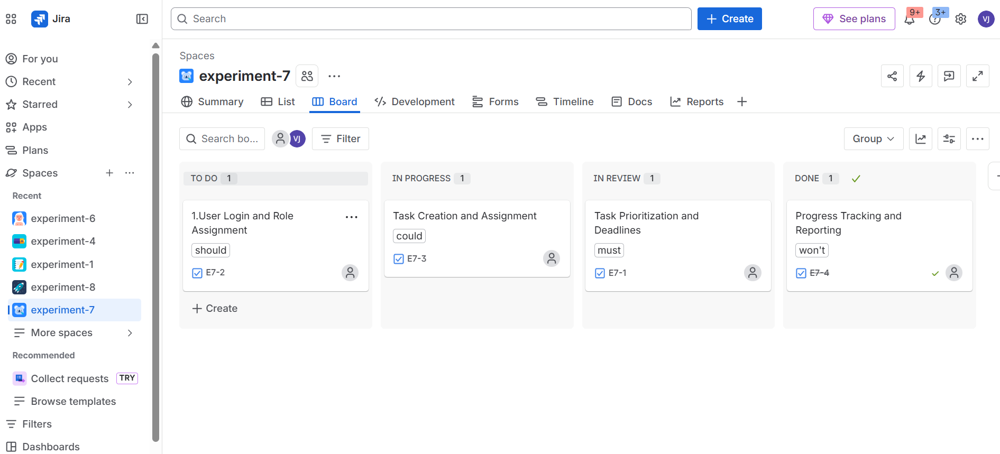 Jira
Search
Create
See plans
9+
3+
VJ
For you
Recent
Starred
Apps
Plans
Spaces
Recent
experiment-6
experiment-4
experiment-1
experiment-8
experiment-7
More spaces
Recommended
Collect requests TRY
Browse templates
Filters
Dashboards
Spaces
experiment-7
Summary List Board Development Forms Timeline Docs Reports
Search bo...
VJ
Filter
Group
TO DO 1
1.User Login and Role
Assignment
should
E7-2
Create
IN PROGRESS 1
Task Creation and Assignment
could
E7-3
IN REVIEW 1
Task Prioritization and
Deadlines
must
E7-1
DONE 1
Progress Tracking and
Reporting
won't
E7-4